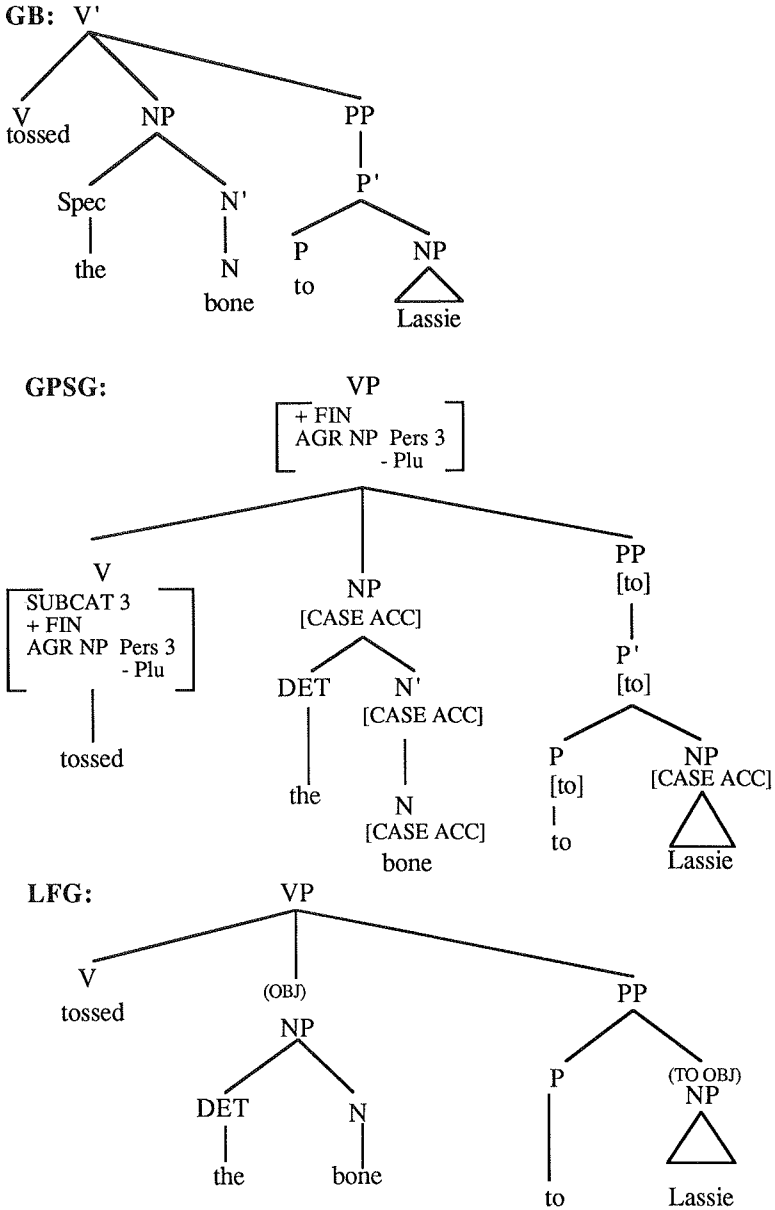 GB: V'
V NP PP
tossed
P'
Spec N'
P NP
the N to
bone
Lassie
GPSG: VP
+ FIN
AGR NP Pers 3
- Plu
PP
V NP [to]
SUBCAT 3 [CASE ACC]
+ FIN
AGR NP Pers 3 P'
- Plu DET N' [to]
[CASE ACC]
tossed P NP
[to] [CASE ACC]
the N
[CASE ACC] to
bone Lassie
LFG: VP
V (OBJ) PP
tossed
NP
P (TO OBJ)
NP
DET N
the bone
to Lassie